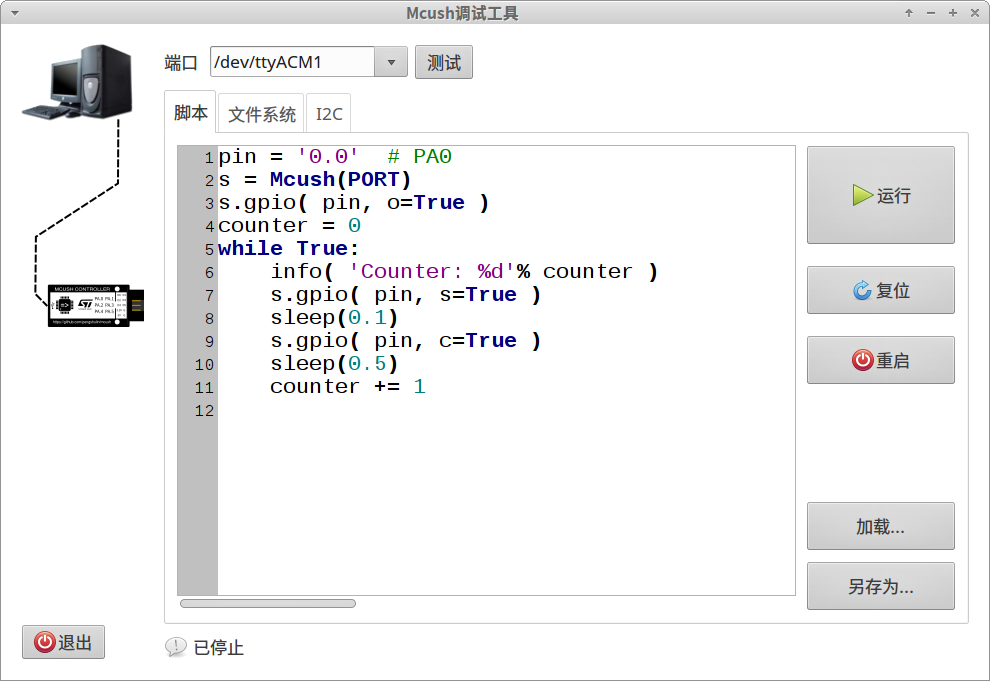 Mcush调试工具
端口 /dev/ttyACM1 测试
脚本 文件系统 I2C
1 pin = '0.0'  # PA0
2 s = Mcush(PORT)
3 s.gpio( pin, o=True )
4 counter = 0
5 while True:
6     info( 'Counter: %d'% counter )
7     s.gpio( pin, s=True )
8     sleep(0.1)
9     s.gpio( pin, c=True )
10     sleep(0.5)
11     counter += 1
12
运行
复位
重启
加载...
另存为...
MCUSH CONTROLLER
PA.0 PA.1
PA.2 PA.3
PA.4 PA.5
退出
已停止